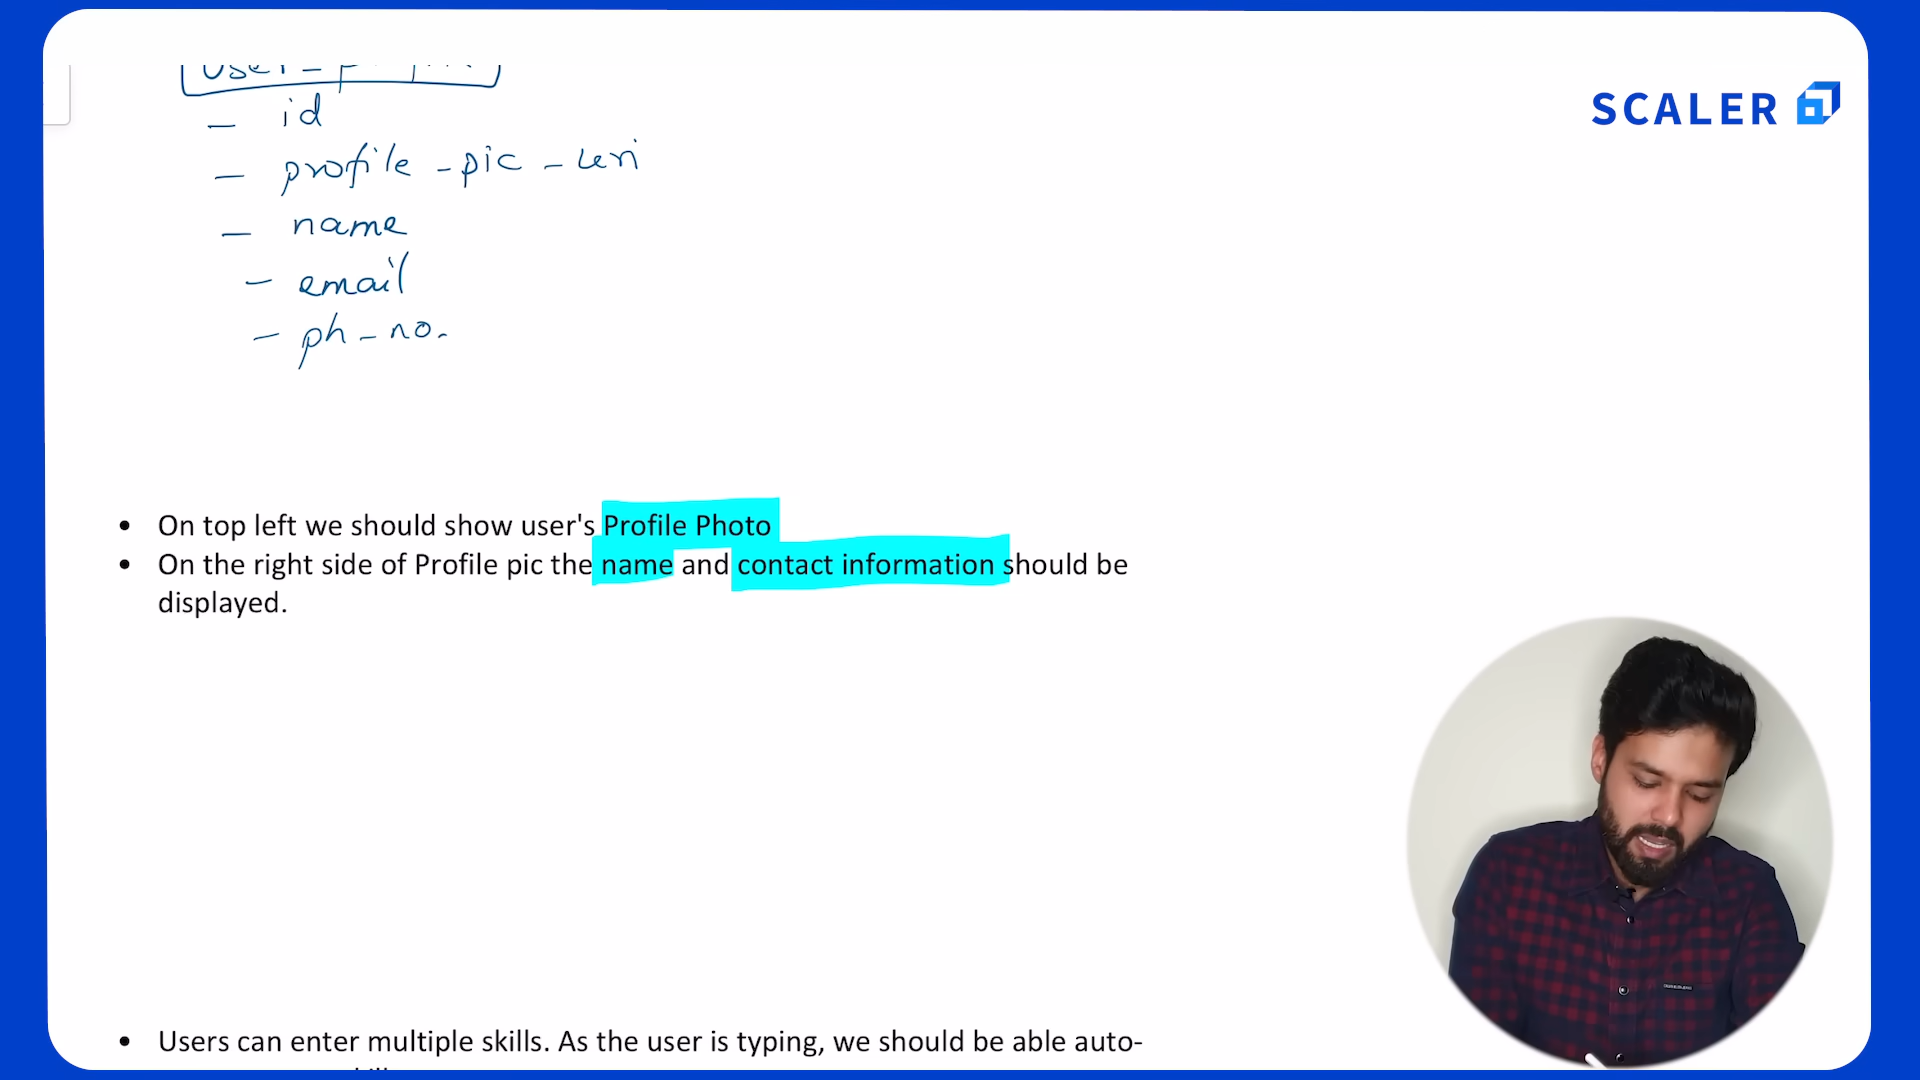 SCALER
- id
- profile-pic-uri
- name
- email
- ph-no.
• On top left we should show user's Profile Photo
• On the right side of Profile pic the name and contact information should be
displayed.
• Users can enter multiple skills. As the user is typing, we should be able auto-